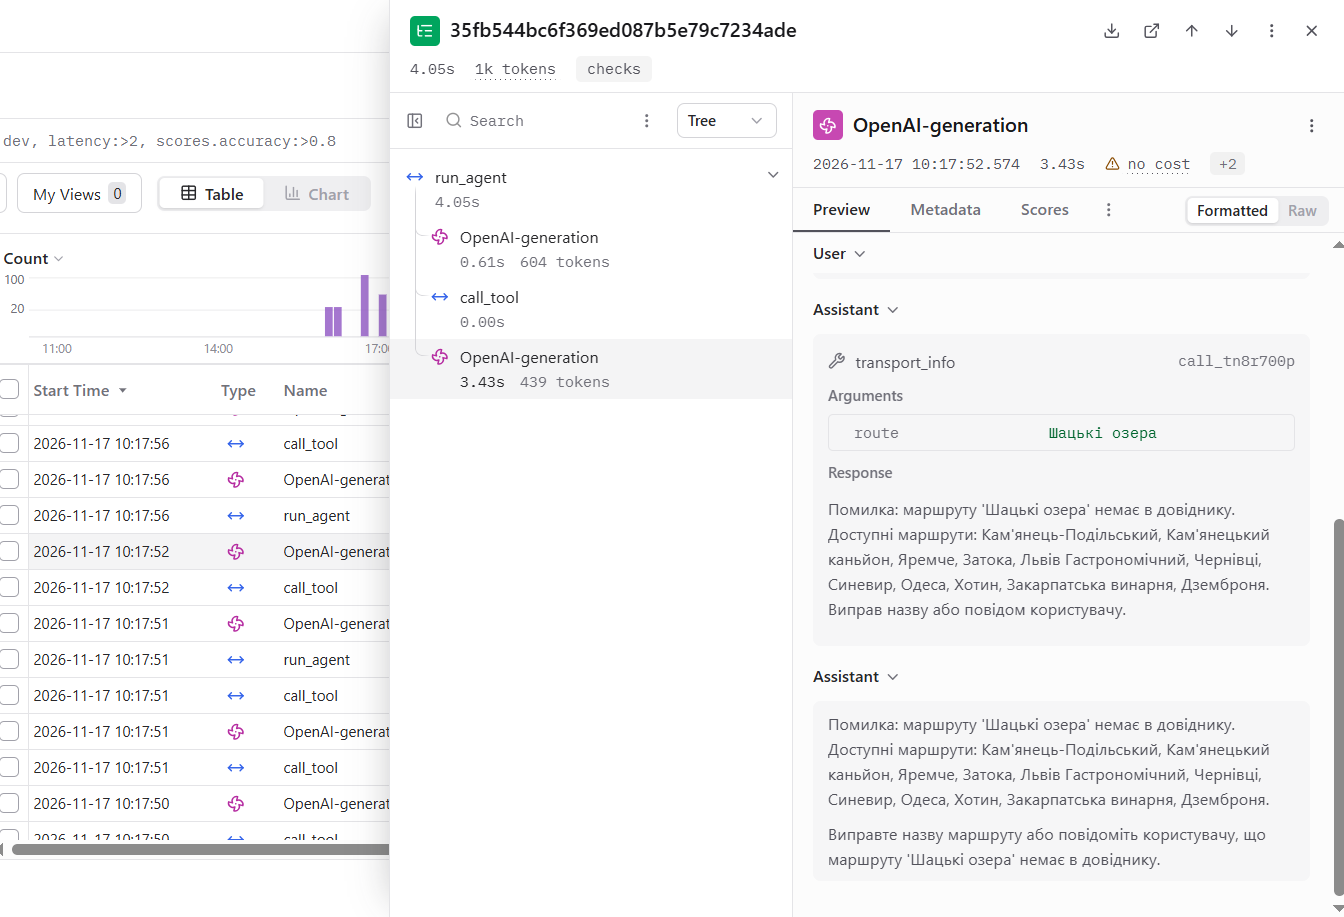 35fb544bc6f369ed087b5e79c7234ade
4.05s 1k tokens checks
dev, latency:>2, scores.accuracy:>0.8
My Views 0 Table Chart
Count
100
20
11:00 14:00 17:00
Start Time Type Name
2026-11-17 10:17:56 call_tool
2026-11-17 10:17:56 OpenAI-generat
2026-11-17 10:17:56 run_agent
2026-11-17 10:17:52 OpenAI-generat
2026-11-17 10:17:52 call_tool
2026-11-17 10:17:51 OpenAI-generat
2026-11-17 10:17:51 run_agent
2026-11-17 10:17:51 call_tool
2026-11-17 10:17:51 OpenAI-generat
2026-11-17 10:17:51 call_tool
2026-11-17 10:17:50 OpenAI-generat
2026-11-17 10:17:50 call_tool
Search Tree
run_agent
4.05s
OpenAI-generation
0.61s 604 tokens
call_tool
0.00s
OpenAI-generation
3.43s 439 tokens
OpenAI-generation
2026-11-17 10:17:52.574 3.43s no cost +2
Preview Metadata Scores Formatted Raw
User
Assistant
transport_info call_tn8r700p
Arguments
route Шацькі озера
Response
Помилка: маршруту 'Шацькі озера' немає в довіднику.
Доступні маршрути: Кам'янець-Подільський, Кам'янецький
каньйон, Яремче, Затока, Львів Гастрономічний, Чернівці,
Синевир, Одеса, Хотин, Закарпатська винарня, Дземброня.
Виправ назву або повідом користувачу.
Assistant
Помилка: маршруту 'Шацькі озера' немає в довіднику.
Доступні маршрути: Кам'янець-Подільський, Кам'янецький
каньйон, Яремче, Затока, Львів Гастрономічний, Чернівці,
Синевир, Одеса, Хотин, Закарпатська винарня, Дземброня.
Виправте назву маршруту або повідоміть користувачу, що
маршруту 'Шацькі озера' немає в довіднику.